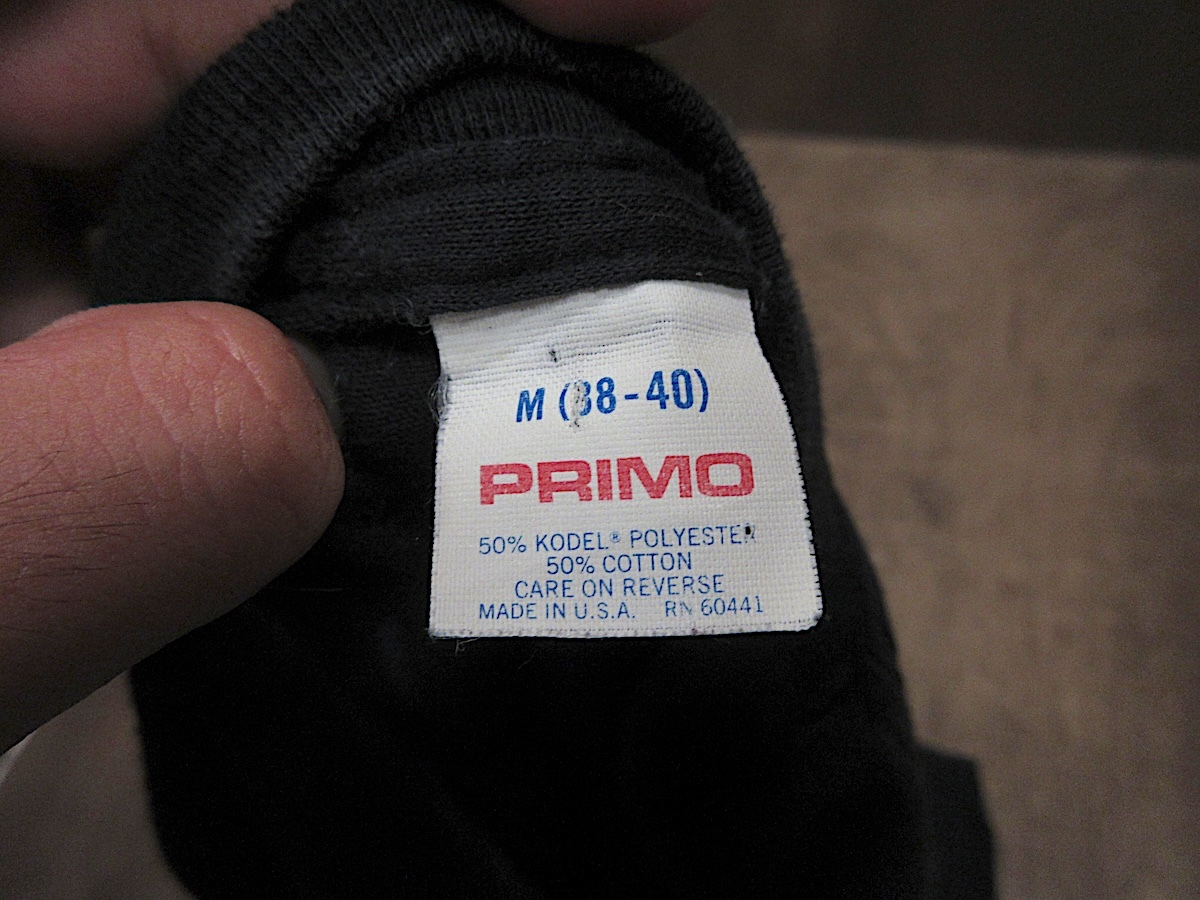 M (38-40)
PRIMO
50% KODEL® POLYESTER
50% COTTON
CARE ON REVERSE
MADE IN U.S.A. RN 60441